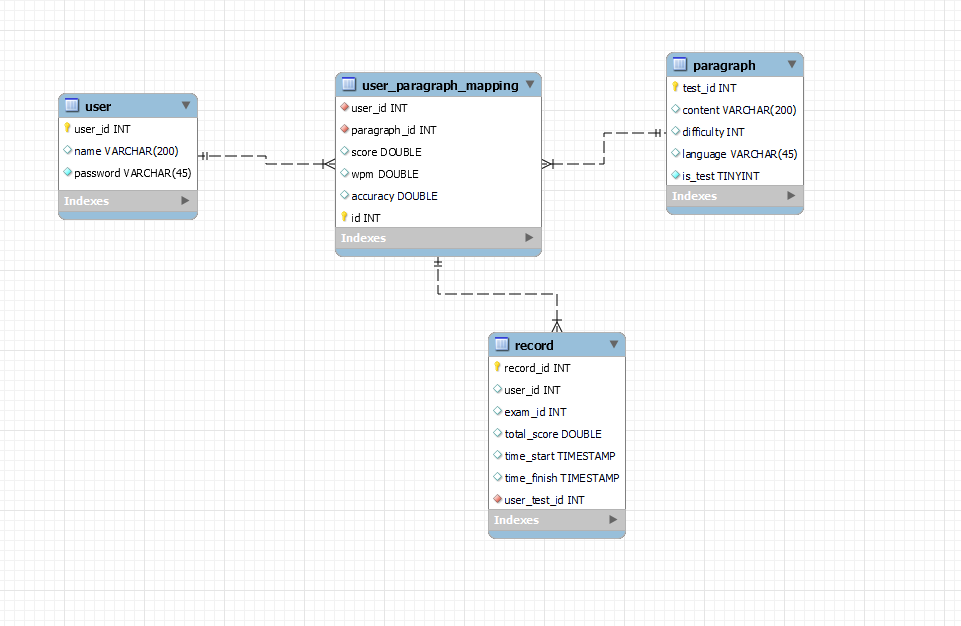 user
user_id INT
name VARCHAR(200)
password VARCHAR(45)
Indexes
user_paragraph_mapping
user_id INT
paragraph_id INT
score DOUBLE
wpm DOUBLE
accuracy DOUBLE
id INT
Indexes
paragraph
test_id INT
content VARCHAR(200)
difficulty INT
language VARCHAR(45)
is_test TINYINT
Indexes
record
record_id INT
user_id INT
exam_id INT
total_score DOUBLE
time_start TIMESTAMP
time_finish TIMESTAMP
user_test_id INT
Indexes